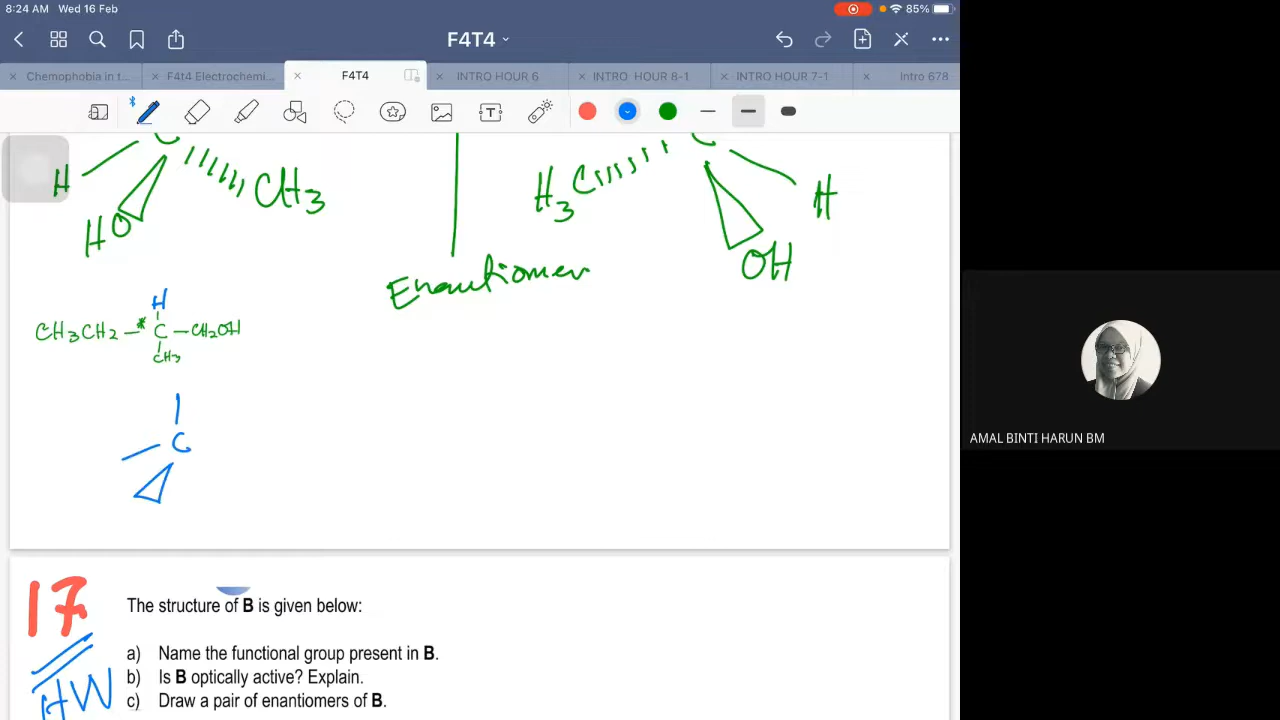 8:24 AM Wed 16 Feb
85%
F4T4
Chemophobia in t...
F4t4 Electrochemi...
F4T4
INTRO HOUR 6
INTRO HOUR 8-1
INTRO HOUR 7-1
Intro 678
H
HO
CH3
H3C
H
OH
Enantiomer
H
CH3CH2 — *C — CH2OH
CH3
C
17
HW
The structure of B is given below:
a) Name the functional group present in B.
b) Is B optically active? Explain.
c) Draw a pair of enantiomers of B.
AMAL BINTI HARUN BM